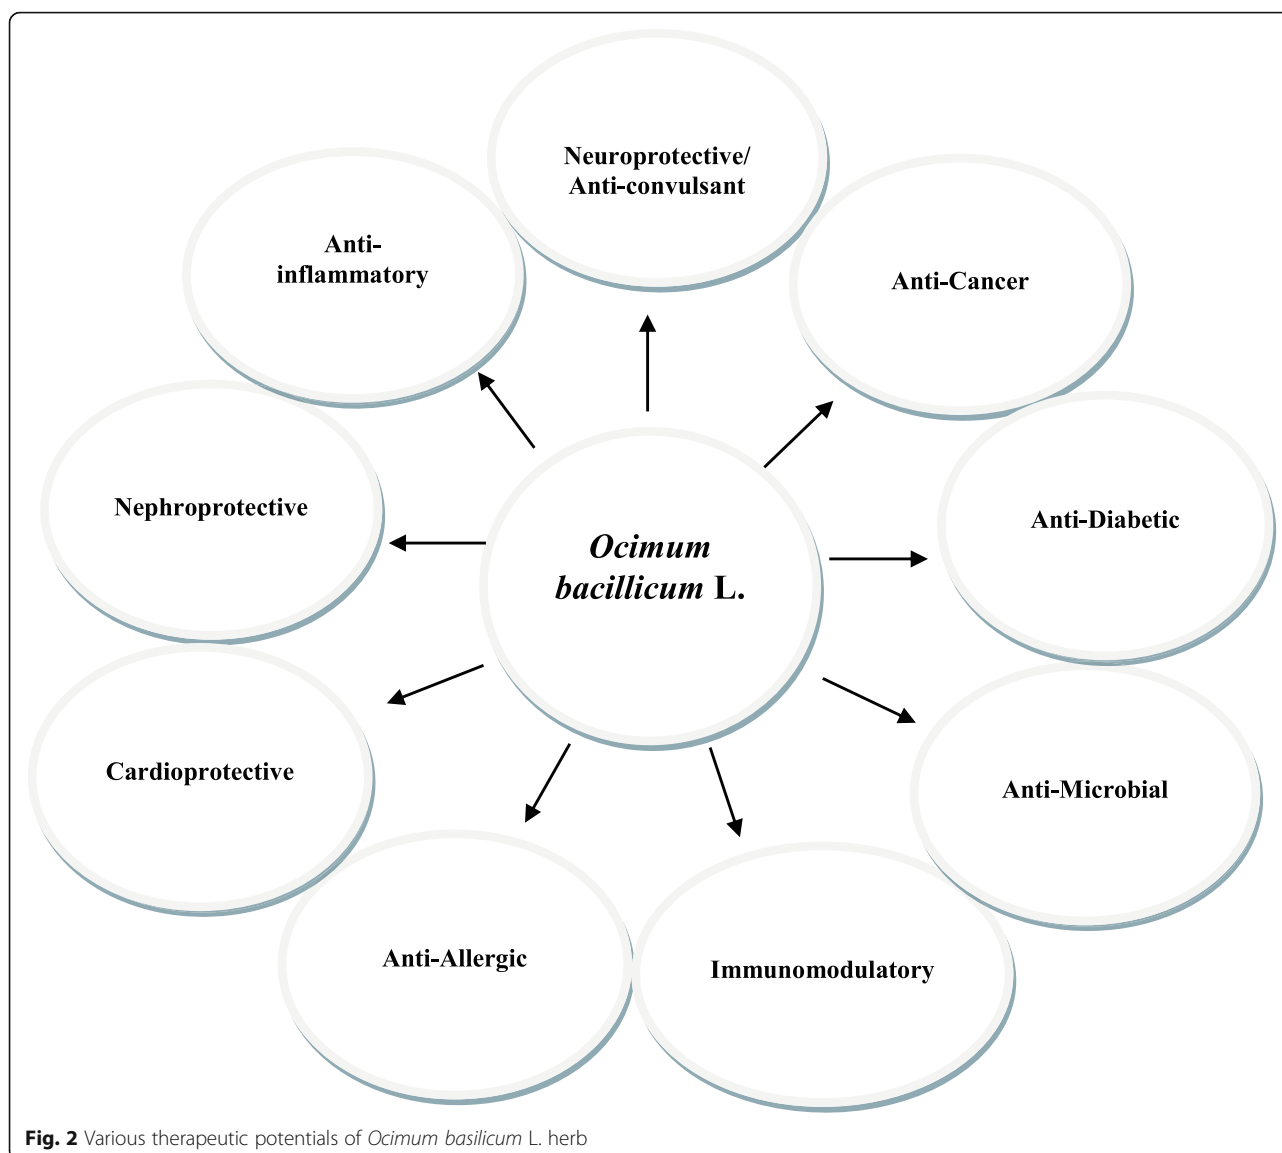 Neuroprotective/
Anti-convulsant
Anti-
inflammatory
Anti-Cancer
Nephroprotective
Anti-Diabetic
Ocimum
bacillicum L.
Cardioprotective
Anti-Microbial
Anti-Allergic
Immunomodulatory
Fig. 2 Various therapeutic potentials of Ocimum basilicum L. herb